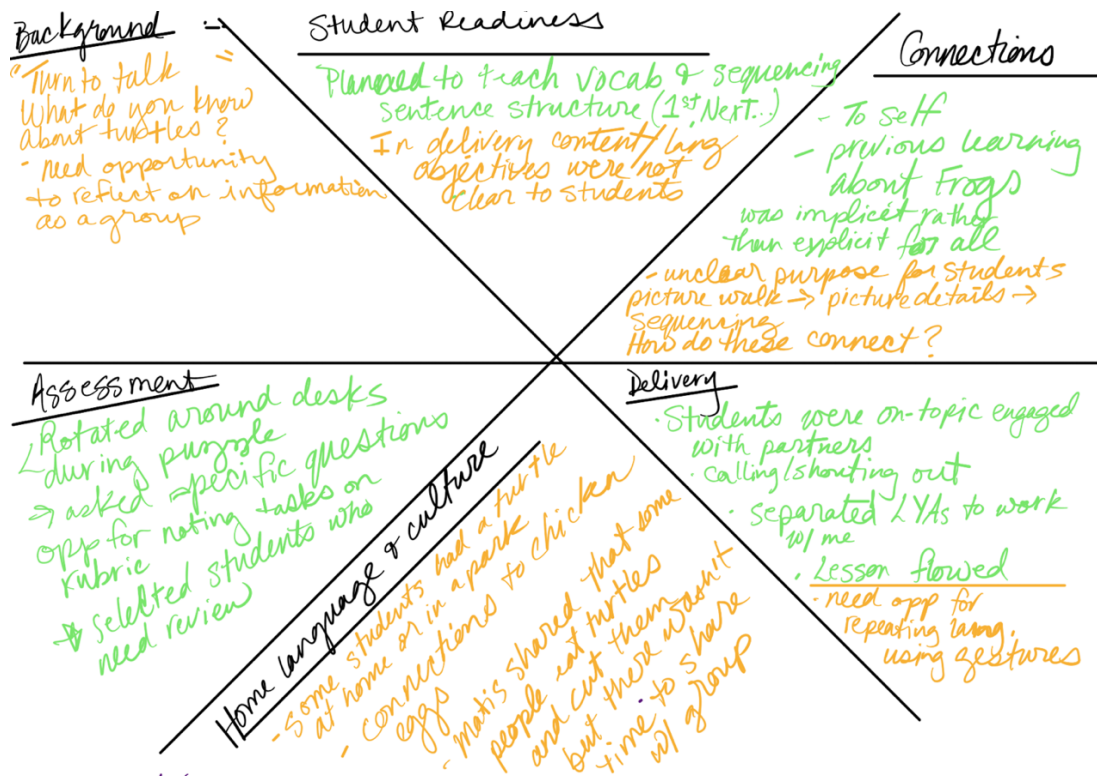 Background :-
"Turn to talk "
What do you know
about turtles?
- need opportunity
to reflect on information
as a group
Student Readiness
Planned to teach vocab & sequencing
sentence structure (1st, Next...)
In delivery content/lang
objectives were not
clear to students
Connections
- To self
- previous learning
about Frogs
was implicit rather
than explicit for all
- unclear purpose for students
picture walk → picture details →
sequencing
How do these connect?
Assessment
Rotated around desks
during puzzle
→ asked specific questions
opp for noting tasks on
rubric
selected students who
need review
Home language & culture
- Some students had a turtle
at home or in a park
- connections to chicken
eggs
- Matis shared that some
people eat turtles
and cut them
but there wasn't
time to share
w/ group
Delivery
· Students were on-topic engaged
with partners
· calling/shouting out
· separated LYAs to work
w/ me
· Lesson flowed
· need opp for
repeating lang.
using gestures